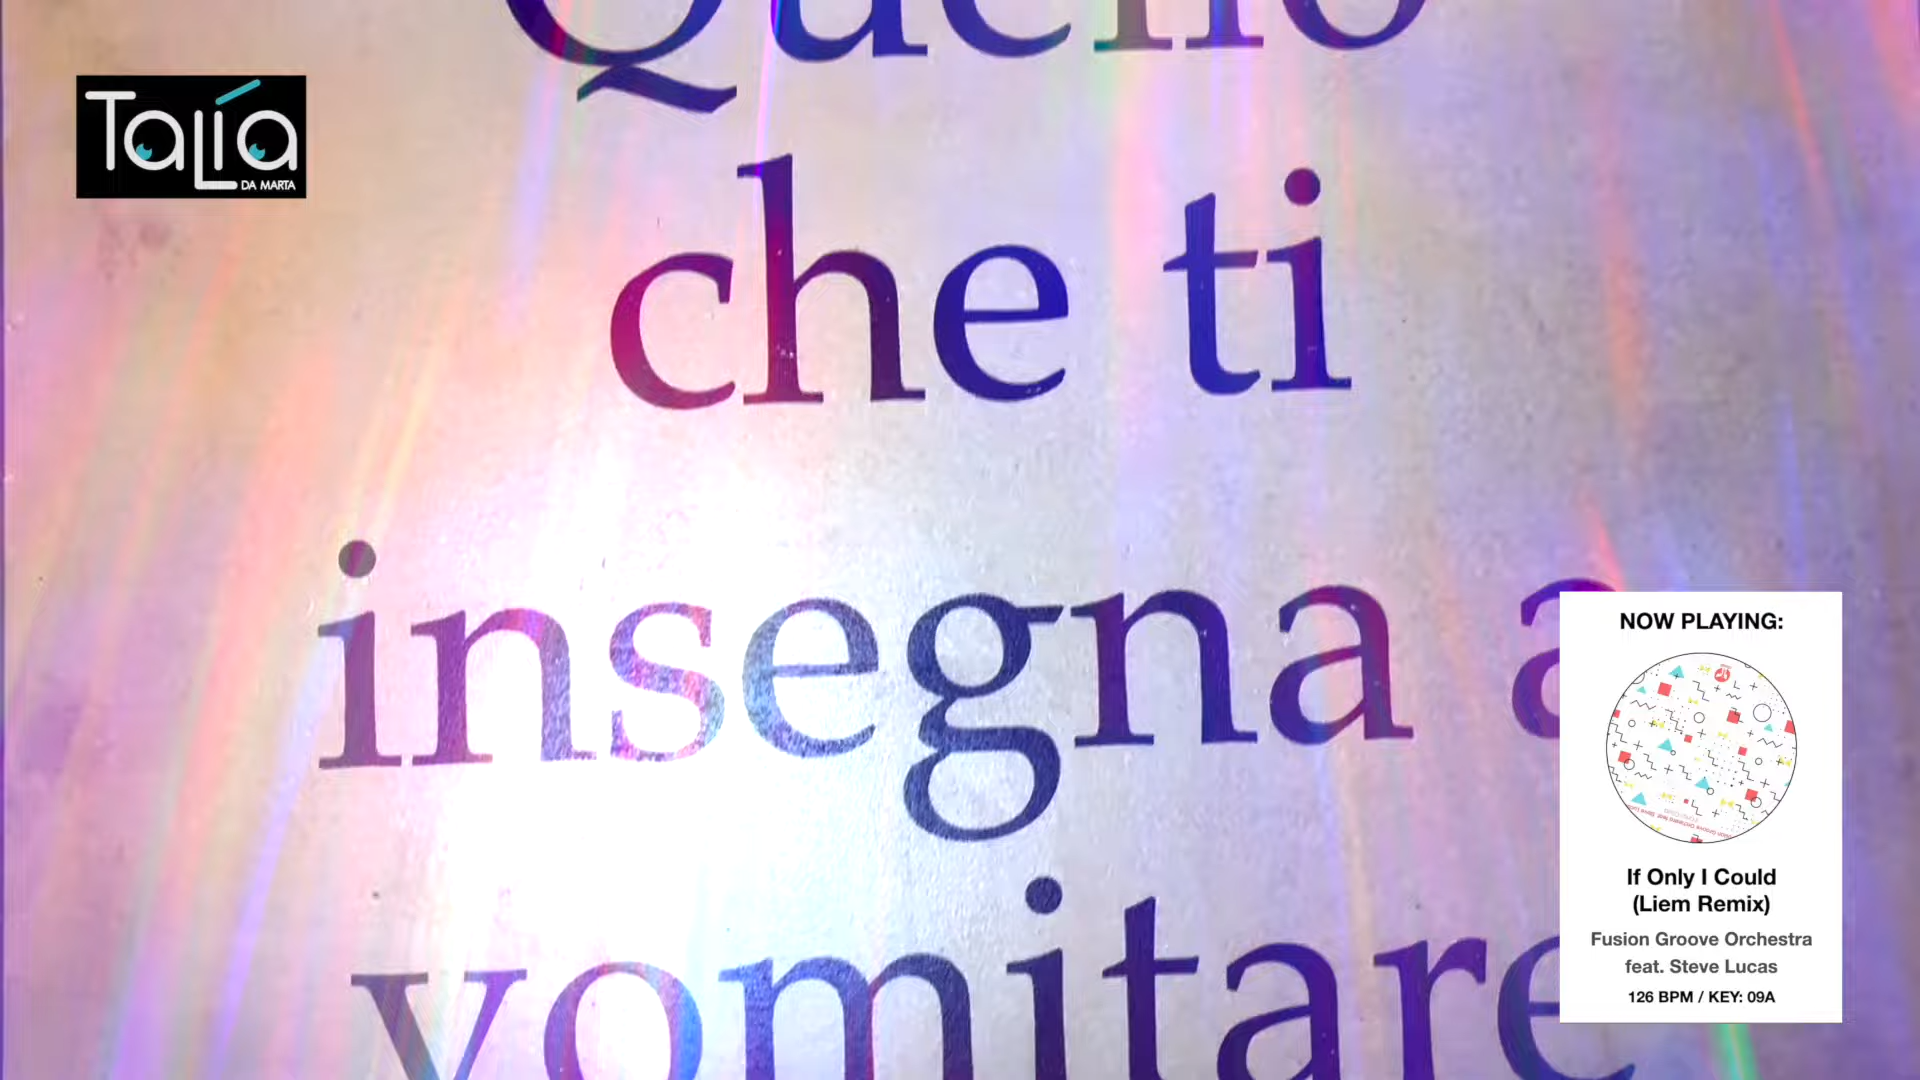 Quello
TaLía
DA MARTA
che ti
insegna a
vomitare
NOW PLAYING:
If Only I Could
(Liem Remix)
Fusion Groove Orchestra
feat. Steve Lucas
126 BPM / KEY: 09A